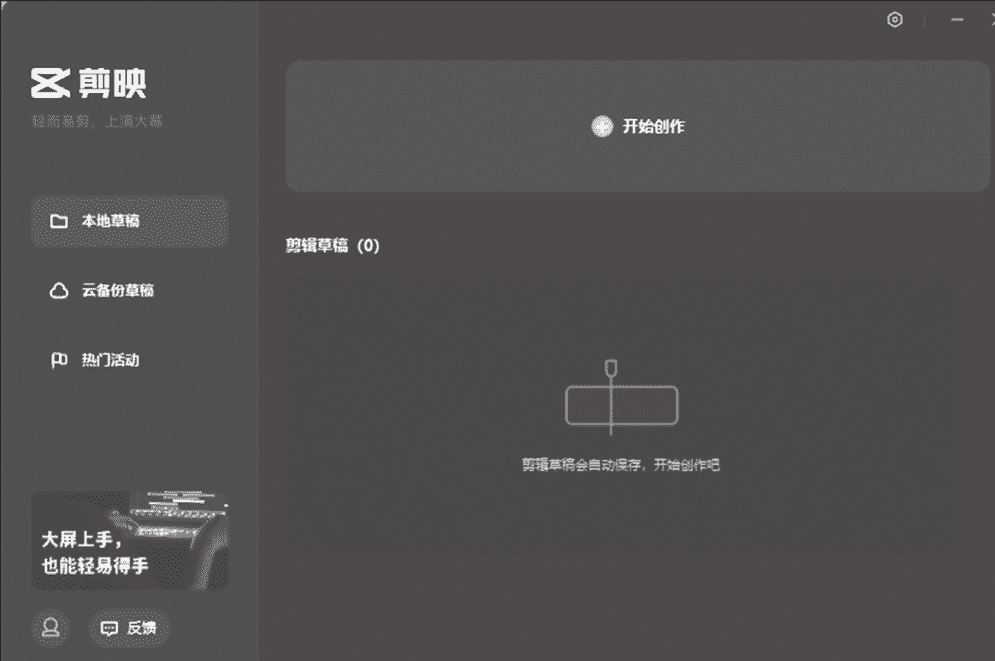 剪映
轻而易剪，上演大幕
本地草稿
云备份草稿
热门活动
大屏上手，
也能轻易得手
反馈
开始创作
剪辑草稿（0）
剪辑草稿会自动保存，开始创作吧